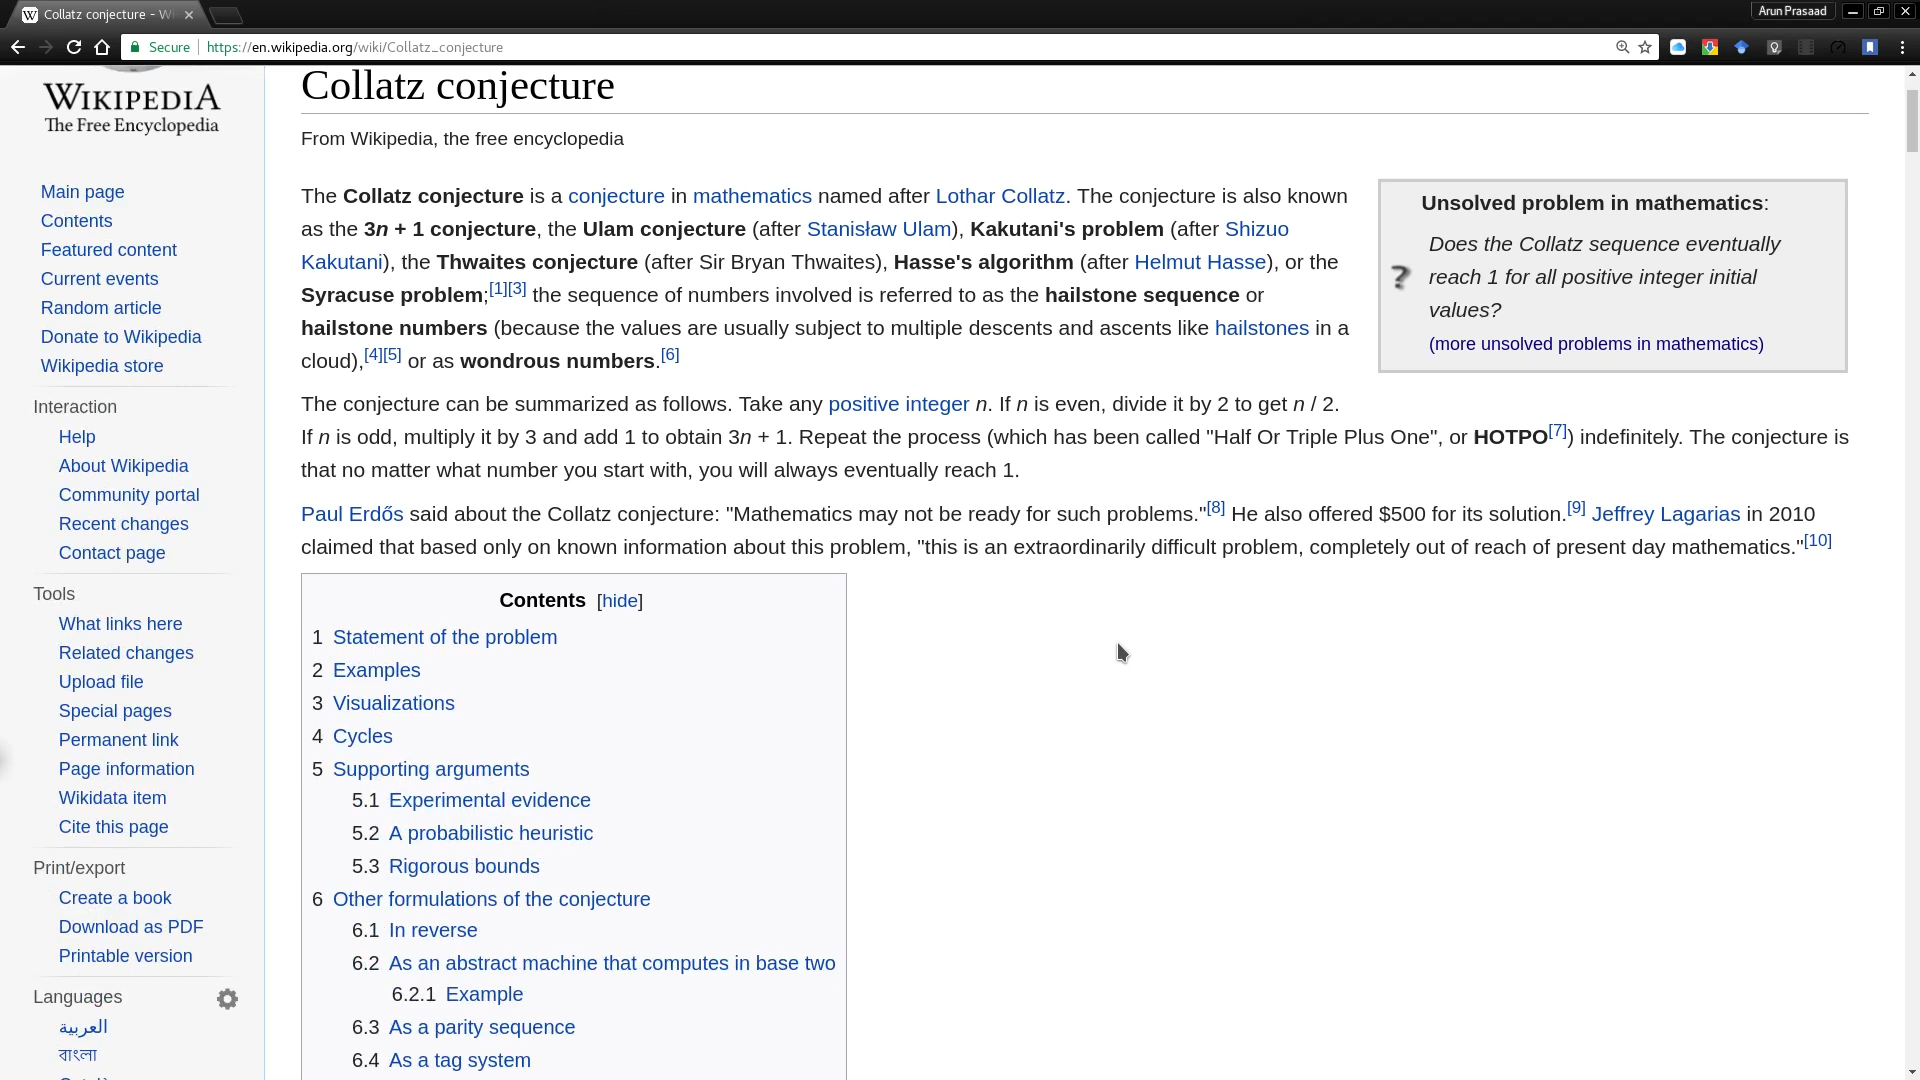 Collatz conjecture - W
Arun Prasaad
Secure
https://en.wikipedia.org/wiki/Collatz_conjecture
WIKIPEDIA
The Free Encyclopedia
Main page
Contents
Featured content
Current events
Random article
Donate to Wikipedia
Wikipedia store
Interaction
Help
About Wikipedia
Community portal
Recent changes
Contact page
Tools
What links here
Related changes
Upload file
Special pages
Permanent link
Page information
Wikidata item
Cite this page
Print/export
Create a book
Download as PDF
Printable version
Languages
العربية
বাংলা
Collatz conjecture
From Wikipedia, the free encyclopedia
The Collatz conjecture is a conjecture in mathematics named after Lothar Collatz. The conjecture is also known
as the 3n + 1 conjecture, the Ulam conjecture (after Stanisław Ulam), Kakutani's problem (after Shizuo
Kakutani), the Thwaites conjecture (after Sir Bryan Thwaites), Hasse's algorithm (after Helmut Hasse), or the
Syracuse problem;[1][3] the sequence of numbers involved is referred to as the hailstone sequence or
hailstone numbers (because the values are usually subject to multiple descents and ascents like hailstones in a
cloud),[4][5] or as wondrous numbers.[6]
Unsolved problem in mathematics:
?
Does the Collatz sequence eventually
reach 1 for all positive integer initial
values?
(more unsolved problems in mathematics)
The conjecture can be summarized as follows. Take any positive integer n. If n is even, divide it by 2 to get n / 2.
If n is odd, multiply it by 3 and add 1 to obtain 3n + 1. Repeat the process (which has been called "Half Or Triple Plus One", or HOTPO[7]) indefinitely. The conjecture is
that no matter what number you start with, you will always eventually reach 1.
Paul Erdős said about the Collatz conjecture: "Mathematics may not be ready for such problems."[8] He also offered $500 for its solution.[9] Jeffrey Lagarias in 2010
claimed that based only on known information about this problem, "this is an extraordinarily difficult problem, completely out of reach of present day mathematics."[10]
Contents [hide]
1 Statement of the problem
2 Examples
3 Visualizations
4 Cycles
5 Supporting arguments
5.1 Experimental evidence
5.2 A probabilistic heuristic
5.3 Rigorous bounds
6 Other formulations of the conjecture
6.1 In reverse
6.2 As an abstract machine that computes in base two
6.2.1 Example
6.3 As a parity sequence
6.4 As a tag system